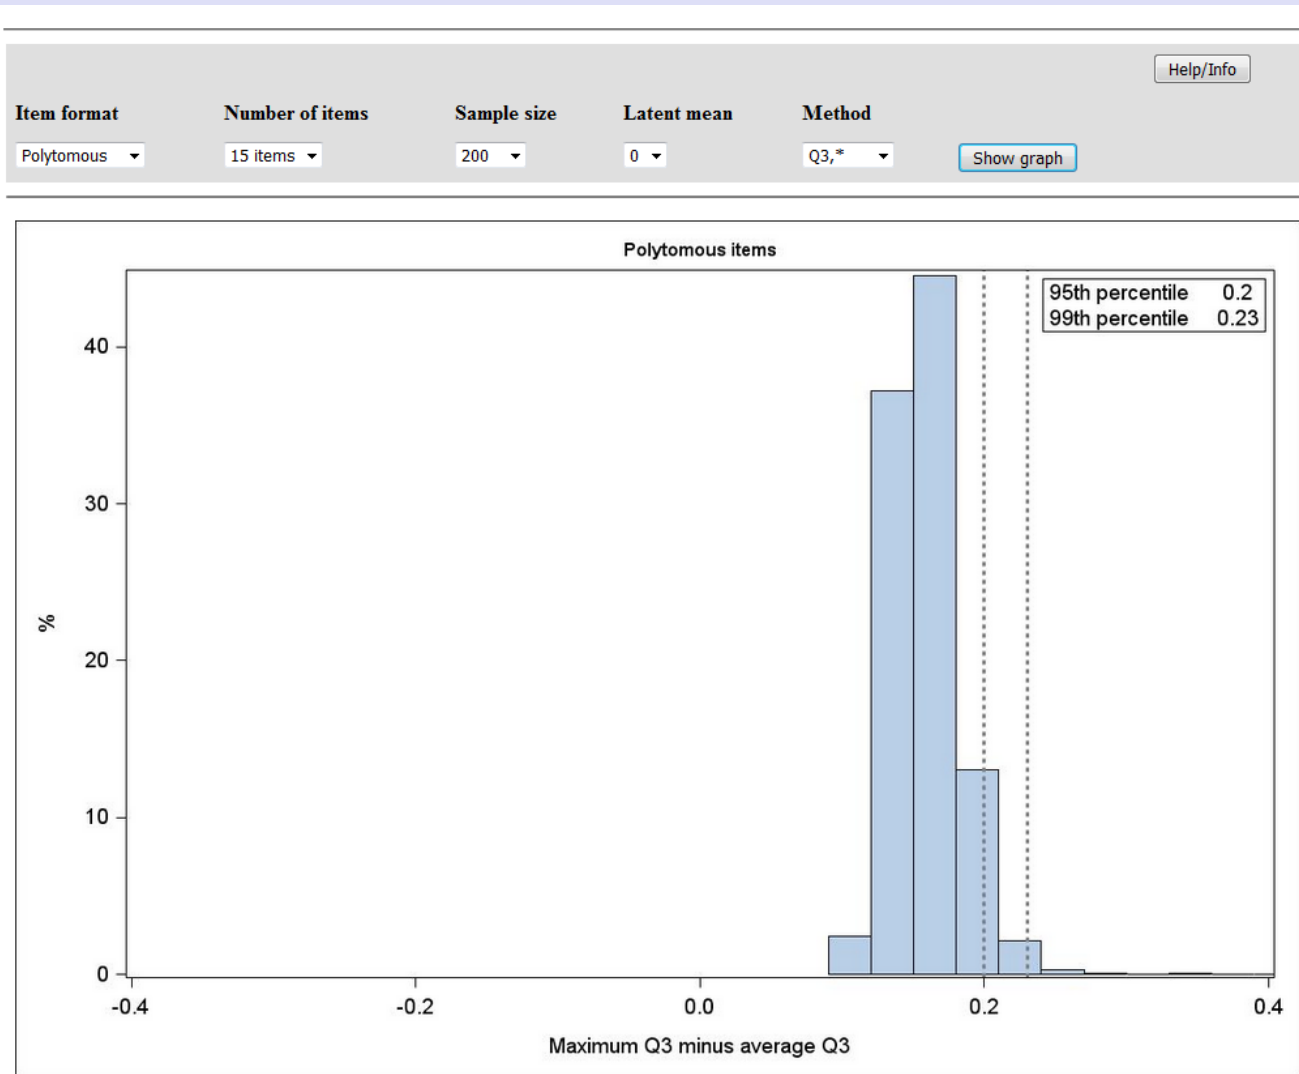 Help/Info
Item format Number of items Sample size Latent mean Method
Polytomous 15 items 200 0 Q3,* Show graph
Polytomous items
95th percentile 0.2
99th percentile 0.23
40
30
20
10
0
%
-0.4 -0.2 0.0 0.2 0.4
Maximum Q3 minus average Q3